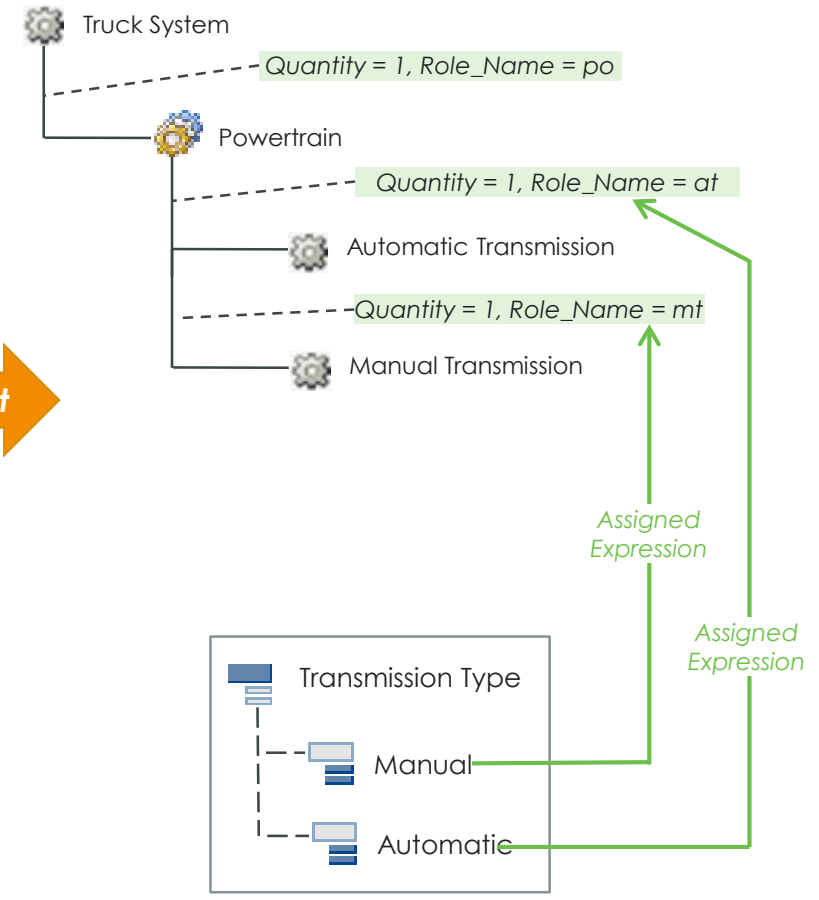 Truck System
Quantity = 1, Role_Name = po
Powertrain
Quantity = 1, Role_Name = at
Automatic Transmission
Quantity = 1, Role_Name = mt
Manual Transmission
t
Assigned
Expression
Assigned
Expression
Transmission Type
Manual
Automatic